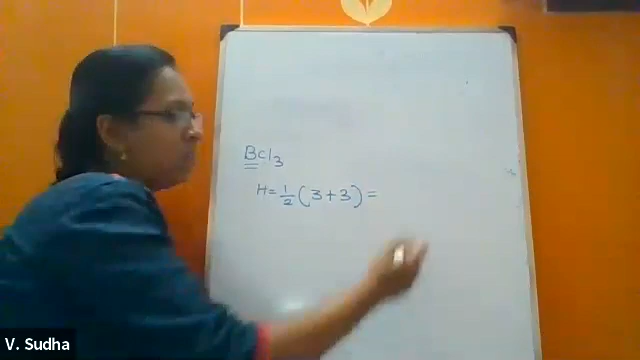 BCl3
H = 1/2 (3+3) =
V. Sudha